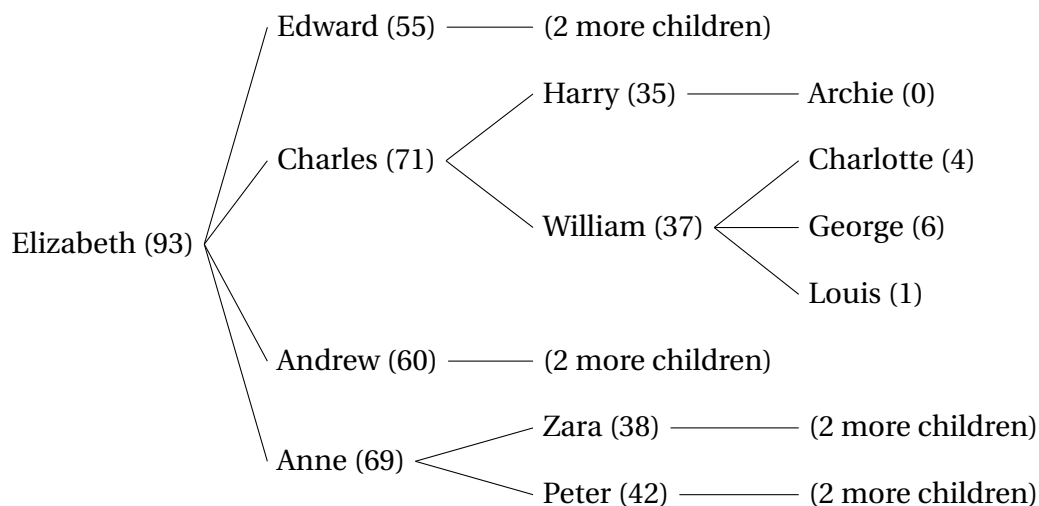 Edward (55)
(2 more children)
Harry (35)
Archie (0)
Charles (71)
Charlotte (4)
William (37)
George (6)
Elizabeth (93)
Louis (1)
Andrew (60)
(2 more children)
Zara (38)
(2 more children)
Anne (69)
Peter (42)
(2 more children)